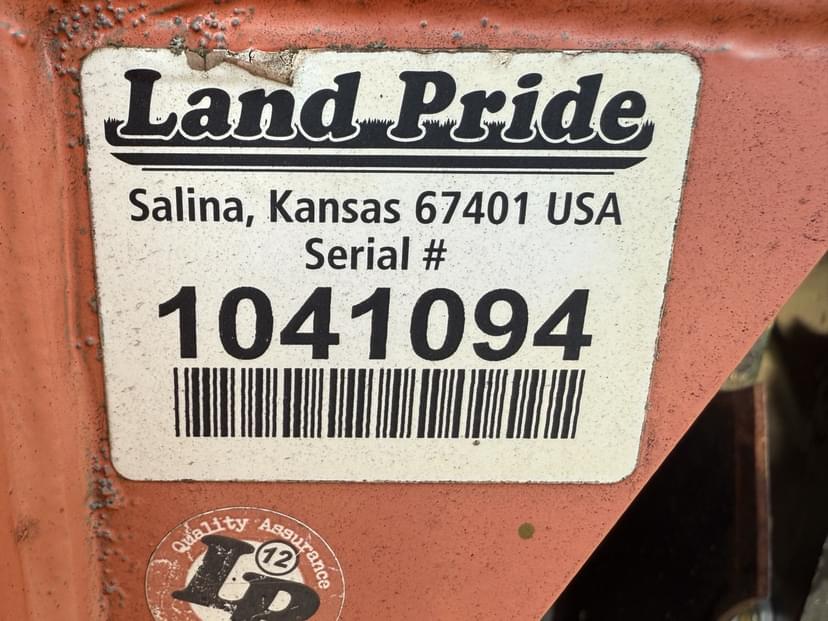 Land Pride
Salina, Kansas 67401 USA
Serial #
1041094
Quality Assurance
12
LP